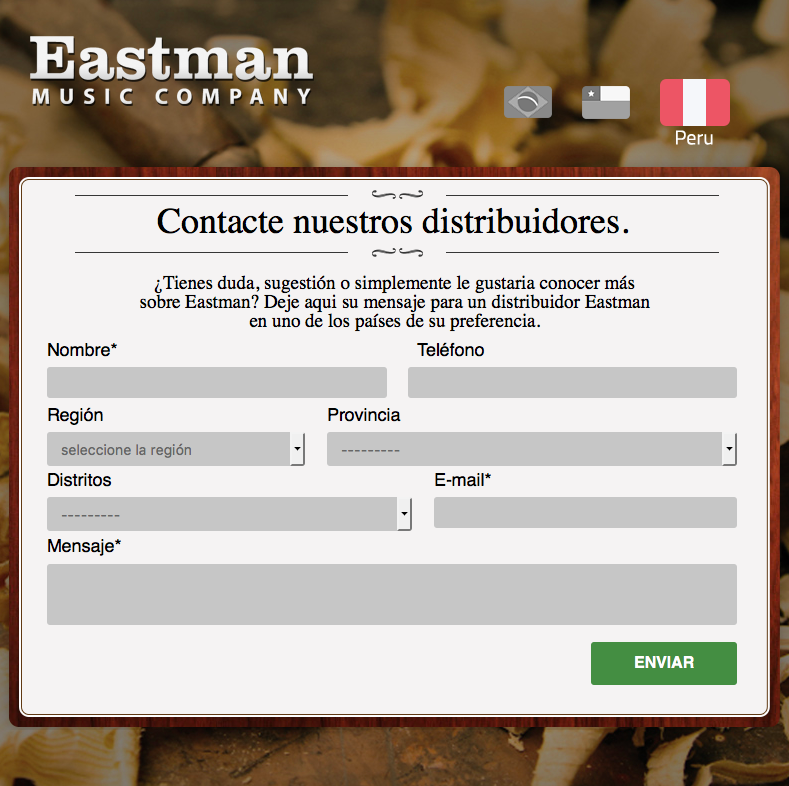 Eastman
MUSIC COMPANY
Peru
Contacte nuestros distribuidores.
¿Tienes duda, sugestión o simplemente le gustaria conocer más
sobre Eastman? Deje aqui su mensaje para un distribuidor Eastman
en uno de los países de su preferencia.
Nombre* Teléfono
Región Provincia
seleccione la región ---------
Distritos E-mail*
---------
Mensaje*
ENVIAR